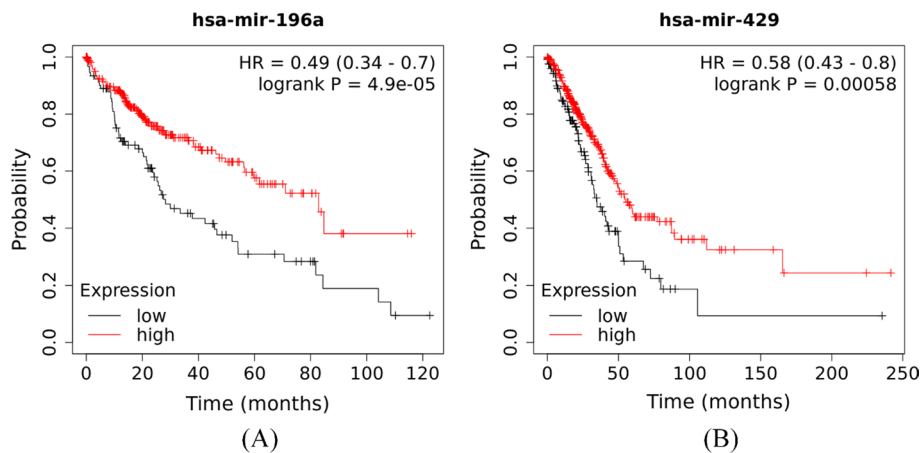 hsa-mir-196a
HR = 0.49 (0.34 - 0.7)
logrank P = 4.9e-05
Probability
0.0 0.2 0.4 0.6 0.8 1.0
Expression
low
high
0 20 40 60 80 100 120
Time (months)
(A)
hsa-mir-429
HR = 0.58 (0.43 - 0.8)
logrank P = 0.00058
Probability
0.0 0.2 0.4 0.6 0.8 1.0
Expression
low
high
0 50 100 150 200 250
Time (months)
(B)